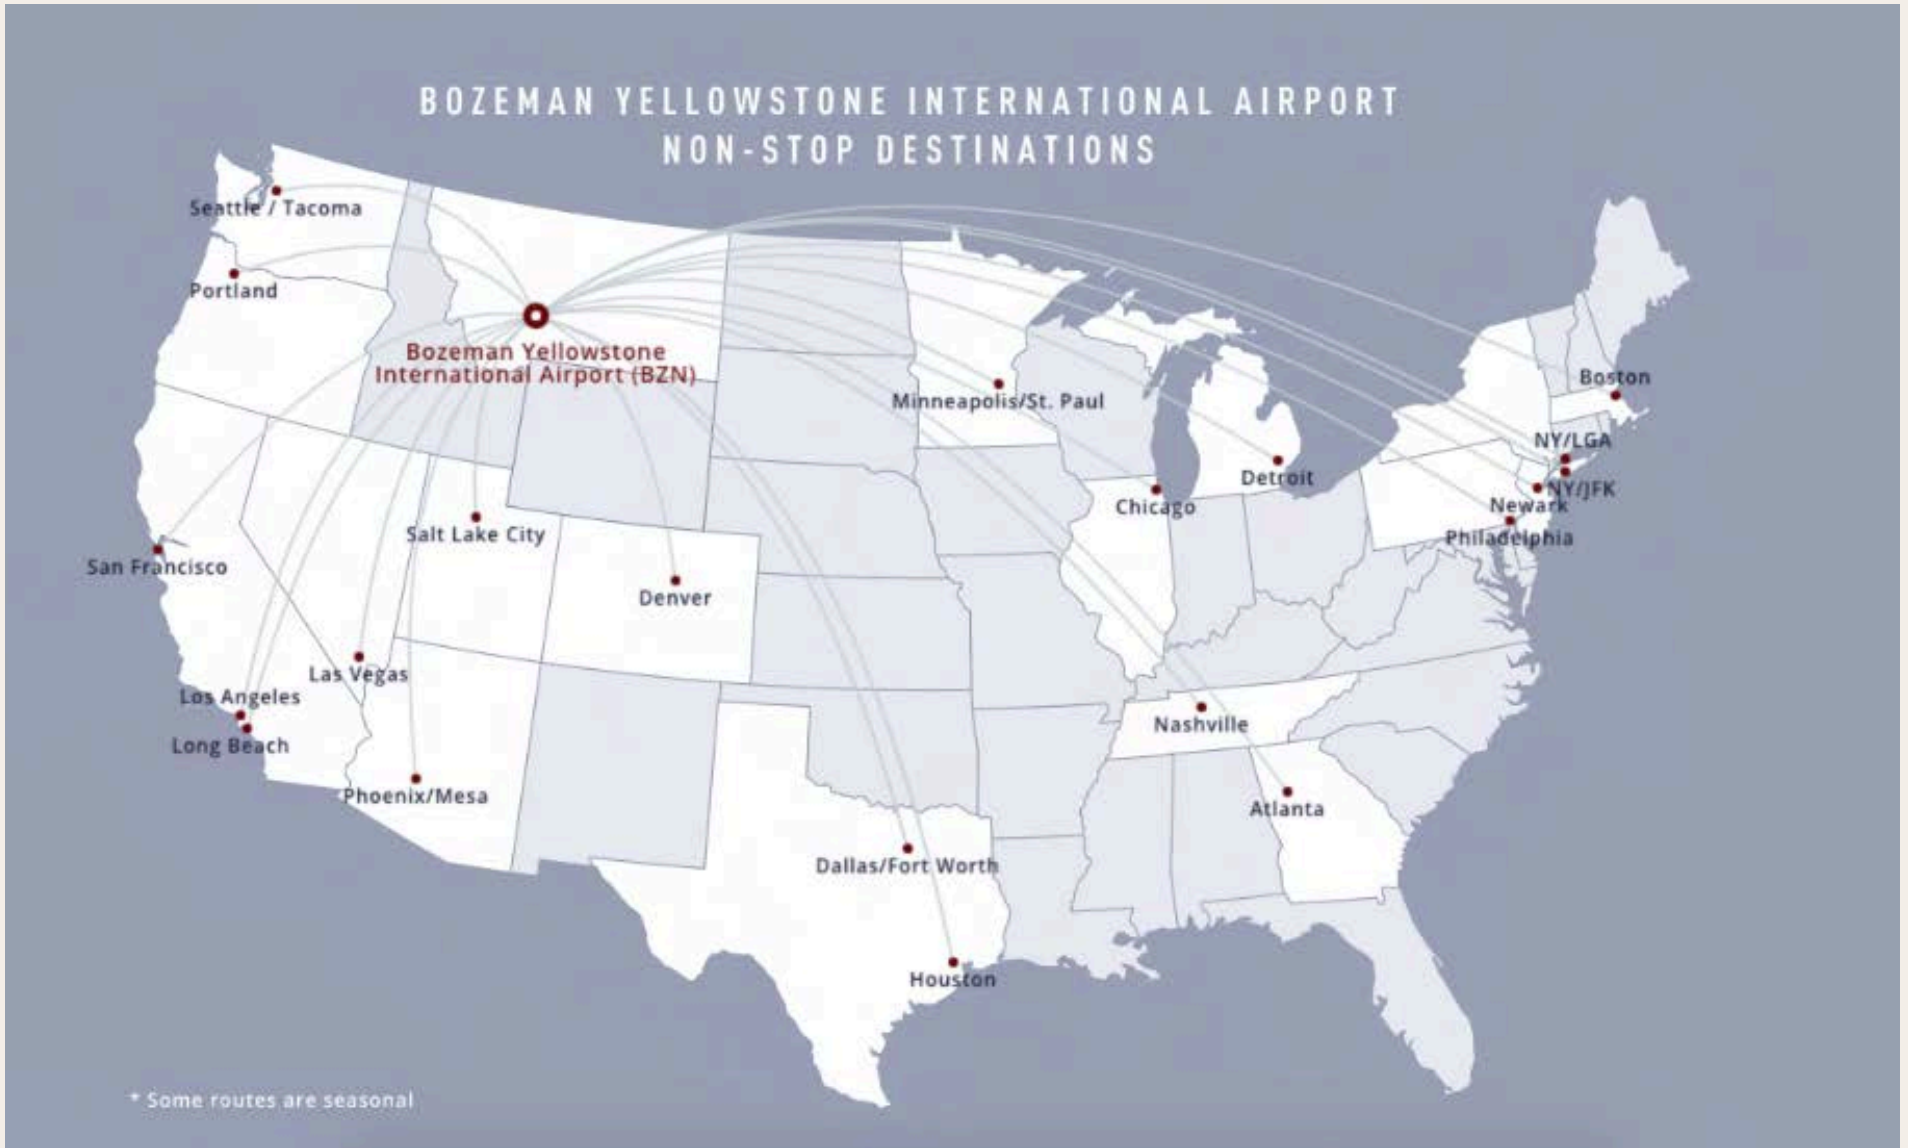 BOZEMAN YELLOWSTONE INTERNATIONAL AIRPORT
NON-STOP DESTINATIONS
Seattle / Tacoma
Portland
Bozeman Yellowstone
International Airport (BZN)
Boston
Minneapolis/St. Paul
NY/LGA
Detroit
NY/JFK
Chicago
Newark
Salt Lake City
Philadelphia
San Francisco
Denver
Las Vegas
Los Angeles
Nashville
Long Beach
Phoenix/Mesa
Atlanta
Dallas/Fort Worth
Houston
* Some routes are seasonal